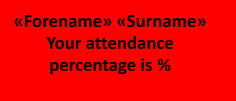 «Forename» «Surname»
Your attendance
percentage is %